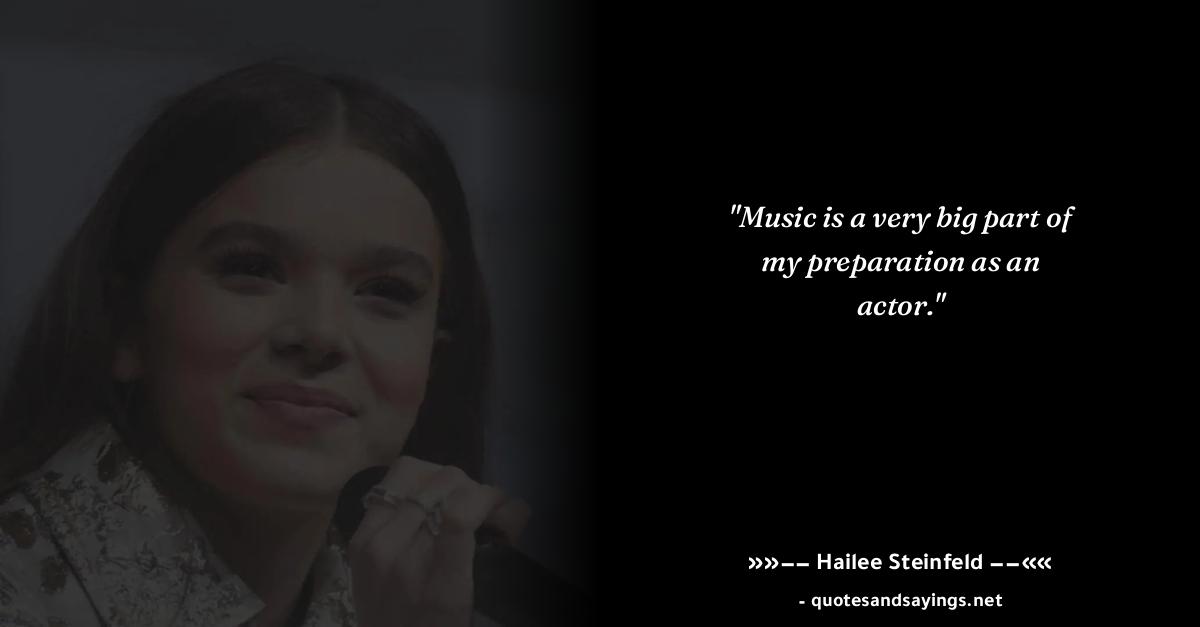 "Music is a very big part of
my preparation as an
actor."
»»–– Hailee Steinfeld ––««
- quotesandsayings.net